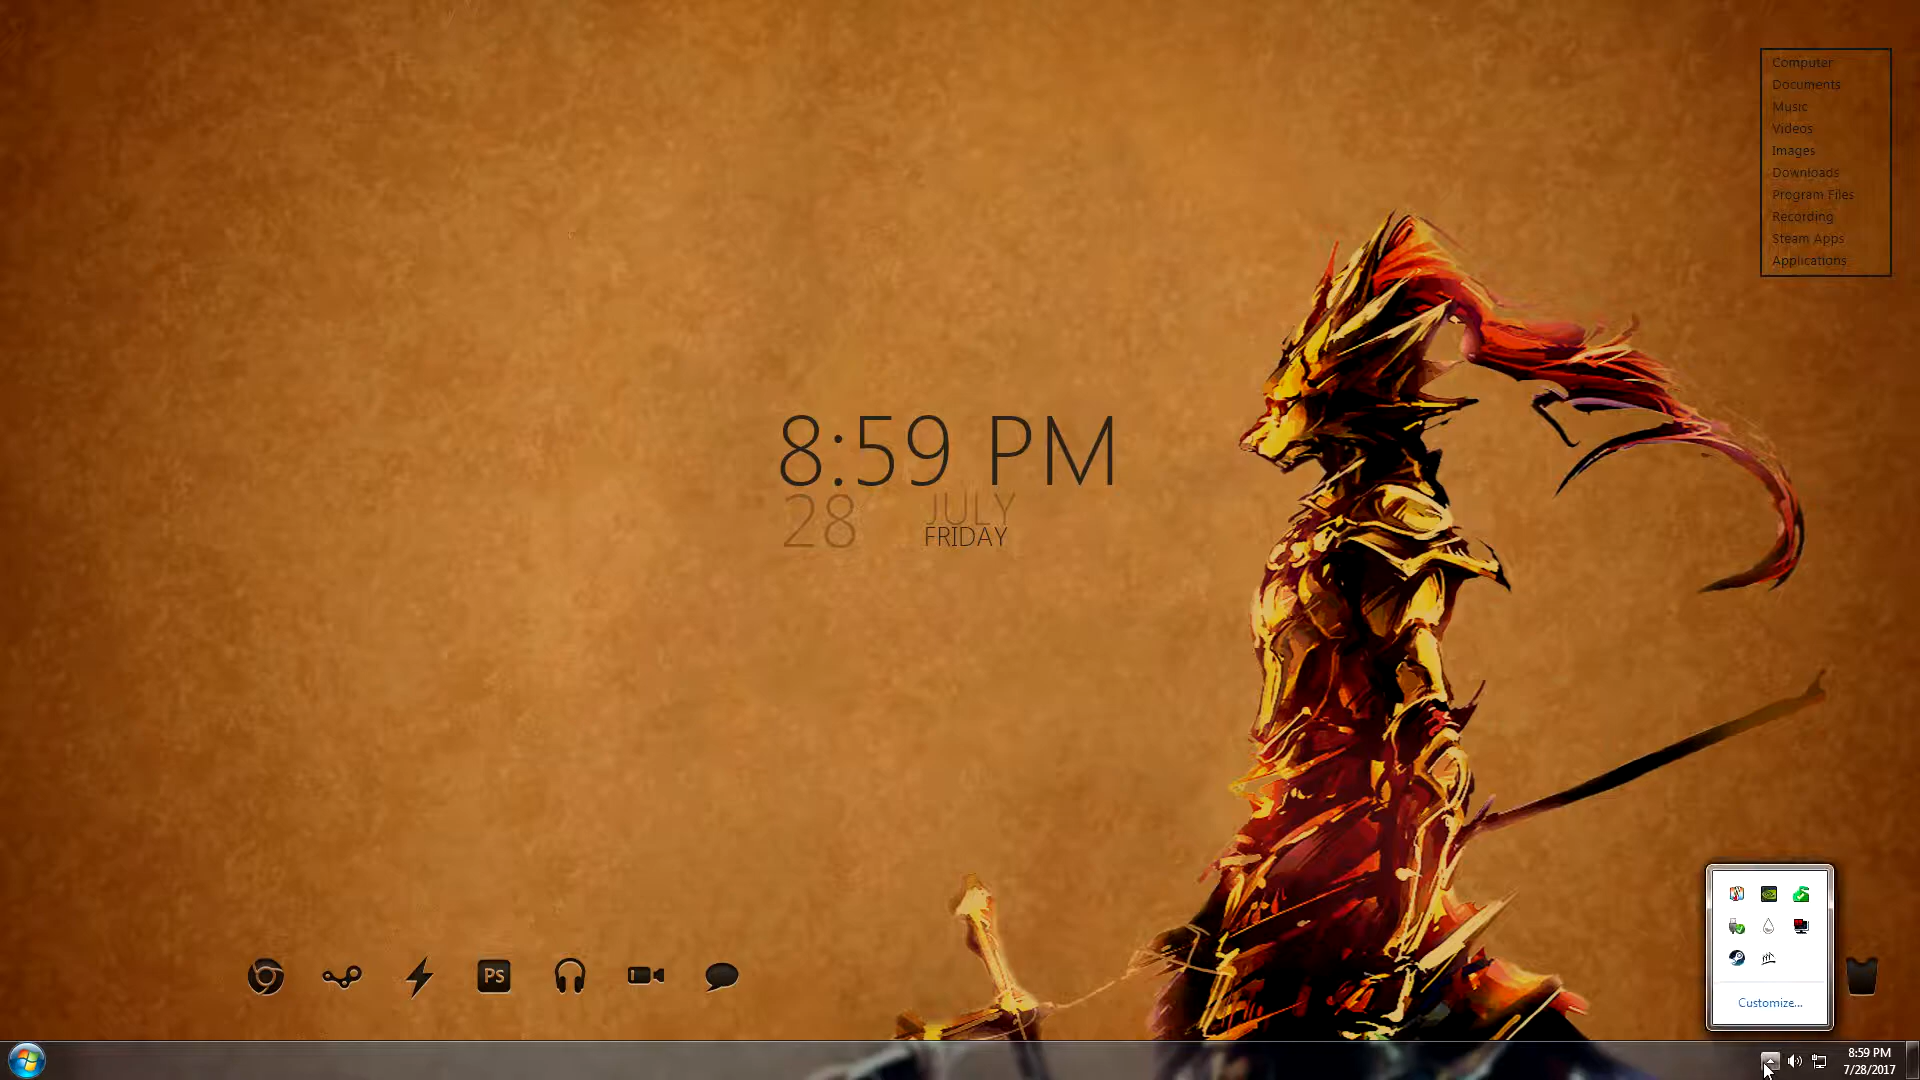 Computer
Documents
Music
Videos
Images
Downloads
Program Files
Recording
Steam Apps
Applications
8:59 PM
28 JULY
FRIDAY
PS
Customize...
8:59 PM
7/28/2017